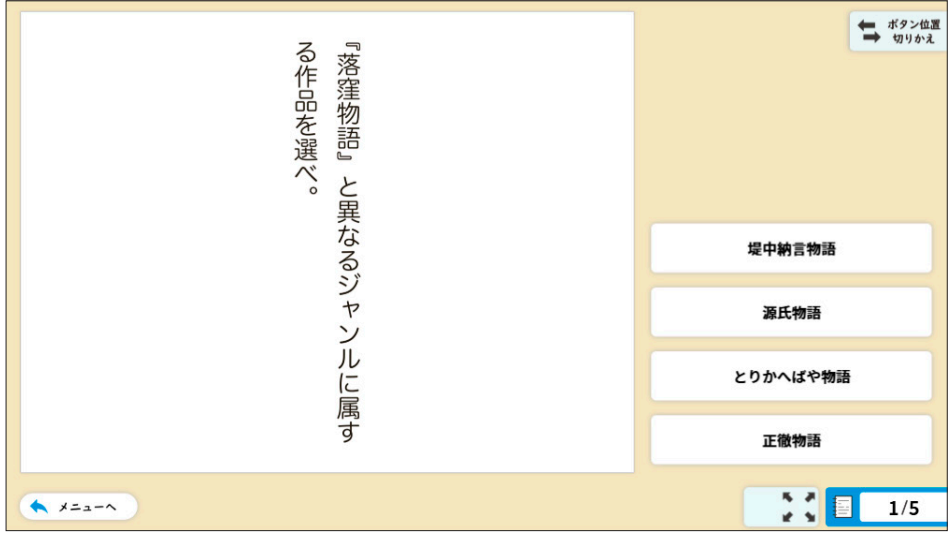 『落窪物語』と異なるジャンルに属す
る作品を選べ。
ボタン位置
切りかえ
堤中納言物語
源氏物語
とりかへばや物語
正徹物語
メニューへ
1/5